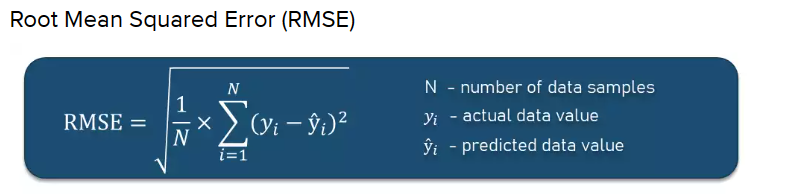 Root Mean Squared Error (RMSE)
RMSE = √(1/N × ∑_{i=1}^{N} (y_i − ŷ_i)²)
N - number of data samples
y_i - actual data value
ŷ_i - predicted data value